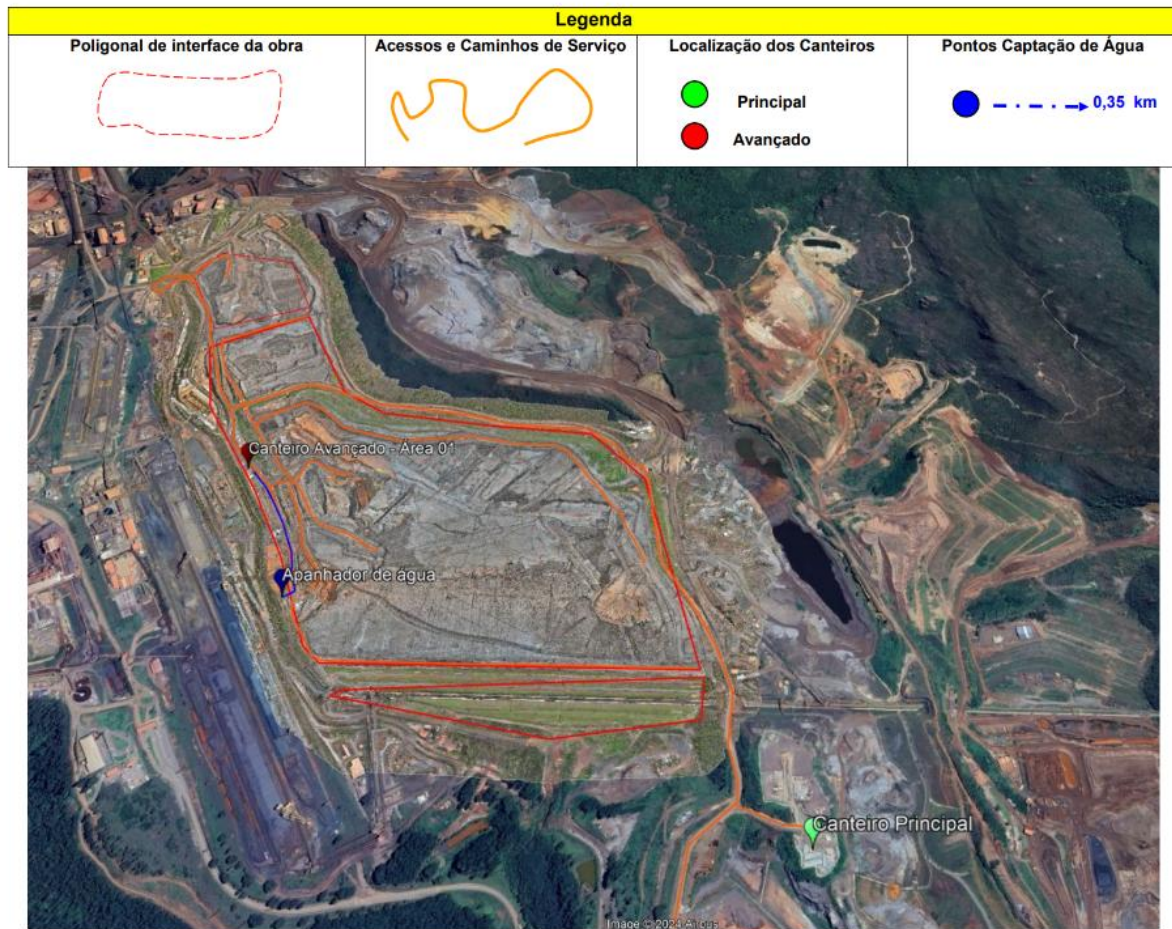 Legenda
Poligonal de interface da obra
Acessos e Caminhos de Serviço
Localização dos Canteiros
Pontos Captação de Água
Principal
0,35 km
Avançado
Canteiro Avançado - Área 01
Apanhador de água
Canteiro Principal
Image © 2024 Airbus